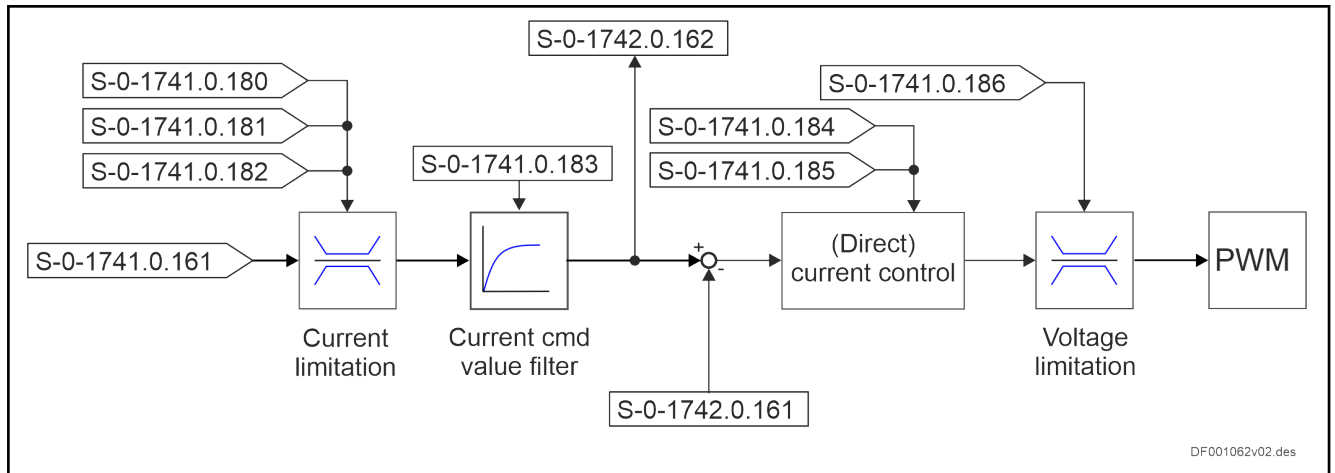 S-0-1742.0.162
S-0-1741.0.180
S-0-1741.0.186
S-0-1741.0.181
S-0-1741.0.184
S-0-1741.0.182
S-0-1741.0.183
S-0-1741.0.185
S-0-1741.0.161
+
-
(Direct)
current control
PWM
Current
limitation
Current cmd
value filter
Voltage
limitation
S-0-1742.0.161
DF001062v02.des